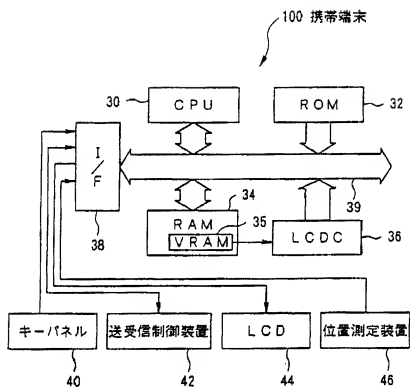 100 携帯端末
30
CPU
ROM
32
I/F
38
39
34
RAM
35
VRAM
LCDC
36
キーパネル
送受信制御装置
LCD
位置測定装置
40
42
44
46